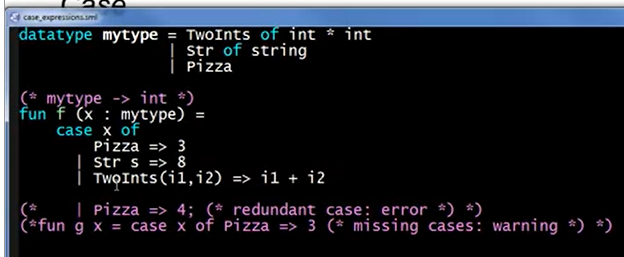 Case
case_expressions.sml
datatype mytype = TwoInts of int * int
| Str of string
| Pizza
(* mytype -> int *)
fun f (x : mytype) =
case x of
Pizza => 3
| Str s => 8
| TwoInts(i1,i2) => i1 + i2
(* | Pizza => 4; (* redundant case: error *) *)
(*fun g x = case x of Pizza => 3 (* missing cases: warning *) *)